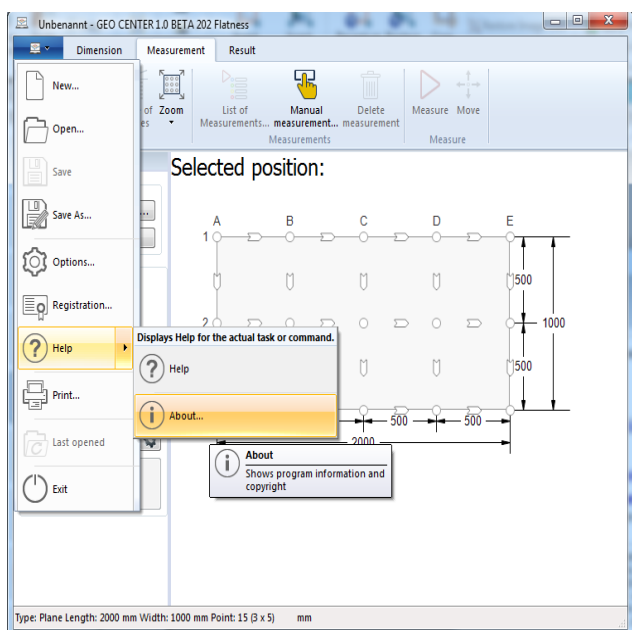 Unbenannt - GEO CENTER 1.0 BETA 202 Flatness
Dimension Measurement Result
New...
Open...
Save
Save As...
Options...
Registration...
Help
Print...
Last opened
Exit
of Zoom
es
List of
Measurements...
Manual
measurement...
Delete
measurement
Measurements
Measure Move
Measure
Selected position:
...
A B C D E
1
500
2
1000
500
500 500
2000
Displays Help for the actual task or command.
Help
About...
About
Shows program information and
copyright
Type: Plane Length: 2000 mm Width: 1000 mm Point: 15 (3 x 5) mm